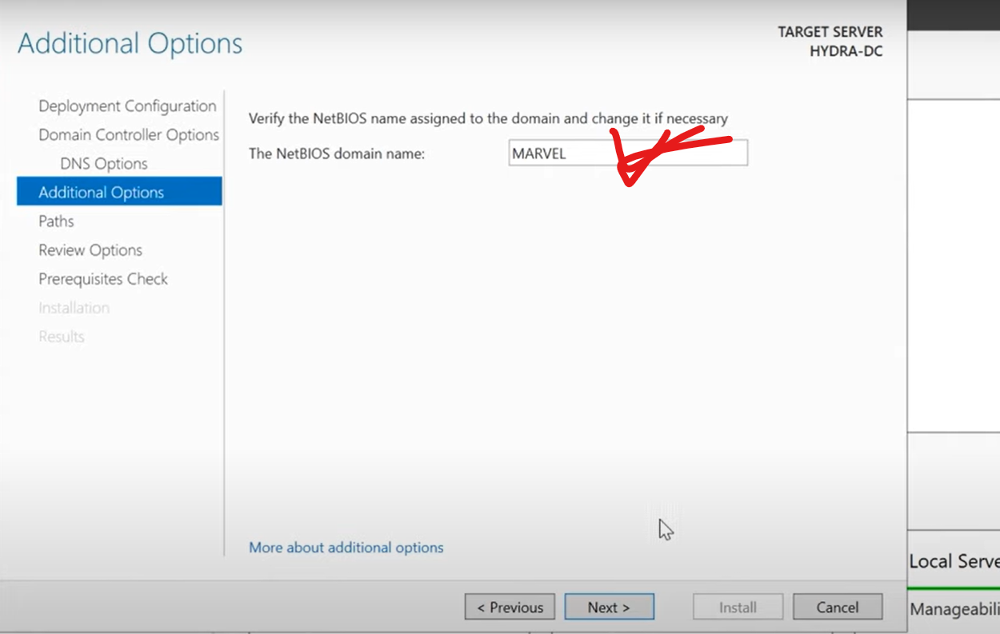 Additional Options
TARGET SERVER
HYDRA-DC
Deployment Configuration
Domain Controller Options
DNS Options
Additional Options
Paths
Review Options
Prerequisites Check
Installation
Results
Verify the NetBIOS name assigned to the domain and change it if necessary
The NetBIOS domain name: MARVEL
More about additional options
< Previous Next > Install Cancel
Local Serve
Manageabili